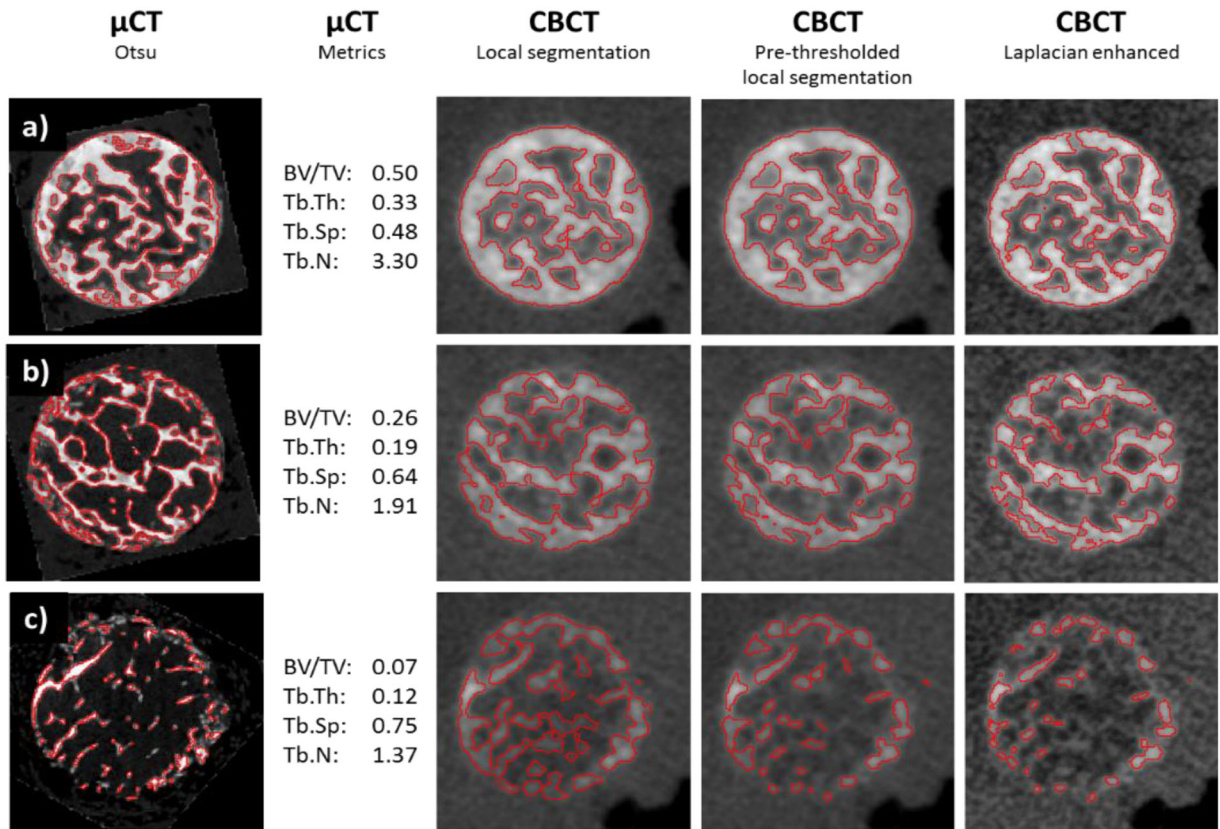 μCT
Otsu
μCT
Metrics
CBCT
Local segmentation
CBCT
Pre-thresholded
local segmentation
CBCT
Laplacian enhanced
a)
BV/TV: 0.50
Tb.Th: 0.33
Tb.Sp: 0.48
Tb.N: 3.30
b)
BV/TV: 0.26
Tb.Th: 0.19
Tb.Sp: 0.64
Tb.N: 1.91
c)
BV/TV: 0.07
Tb.Th: 0.12
Tb.Sp: 0.75
Tb.N: 1.37